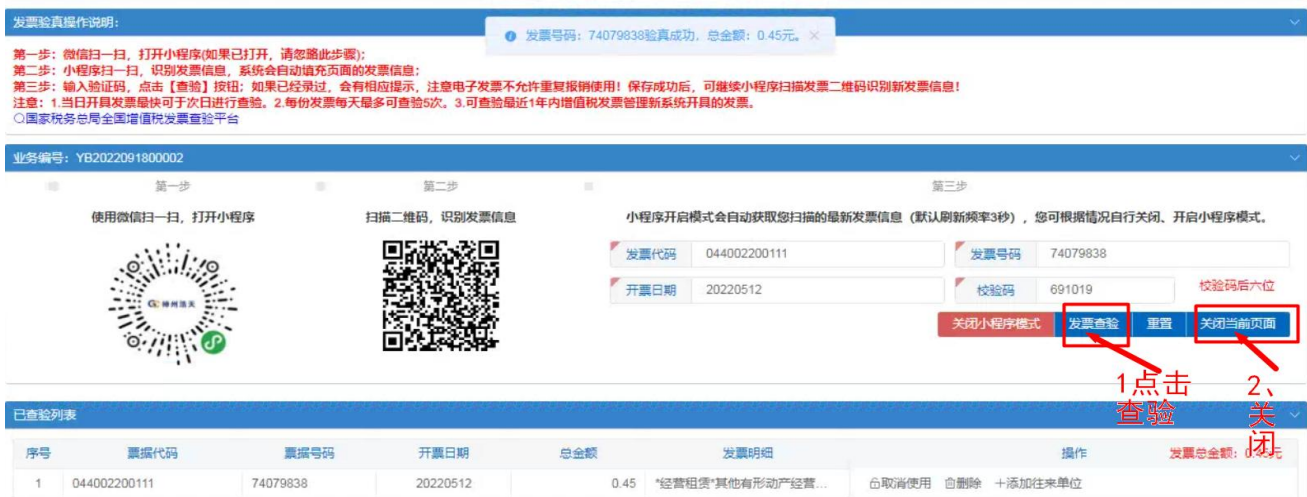 发票验真操作说明：
发票号码：74079838验真成功，总金额：0.45元。
第一步：微信扫一扫，打开小程序(如果已打开，请忽略此步骤)；
第二步：小程序扫一扫，识别发票信息，系统会自动填充页面的发票信息；
第三步：输入验证码，点击【查验】按钮；如果已经录过，会有相应提示，注意电子发票不允许重复报销使用！保存成功后，可继续小程序扫描发票二维码识别新发票信息！
注意：1.当日开具发票最快可于次日进行查验。2.每份发票每天最多可查验5次。3.可查验最近1年内增值税发票管理新系统开具的发票。
国家税务总局全国增值税发票查验平台
业务编号：YB2022091800002
第一步 第二步 第三步
使用微信扫一扫，打开小程序 扫描二维码，识别发票信息 小程序开启模式会自动获取您扫描的最新发票信息（默认刷新频率3秒），您可根据情况自行关闭、开启小程序模式。
发票代码 044002200111 发票号码 74079838
开票日期 20220512 校验码 691019 校验码后六位
神州浩天
关闭小程序模式 发票查验 重置 关闭当前页面
1点击
查验
2、
关
闭
已查验列表
序号 票据代码 票据号码 开票日期 总金额 发票明细 操作 发票总金额：0.45元
1 044002200111 74079838 20220512 0.45 *经营租赁*其他有形动产经营... 取消使用 删除 +添加往来单位